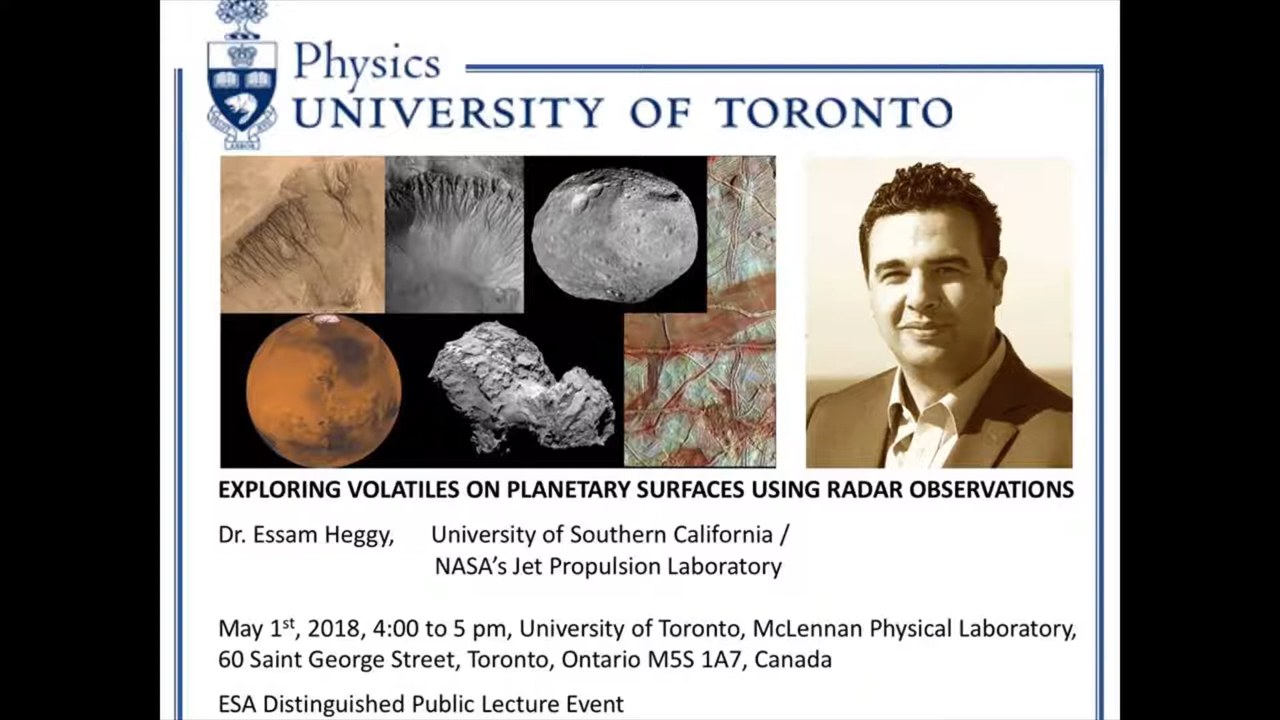 Physics
UNIVERSITY OF TORONTO
EXPLORING VOLATILES ON PLANETARY SURFACES USING RADAR OBSERVATIONS
Dr. Essam Heggy, University of Southern California /
NASA’s Jet Propulsion Laboratory
May 1st, 2018, 4:00 to 5 pm, University of Toronto, McLennan Physical Laboratory,
60 Saint George Street, Toronto, Ontario M5S 1A7, Canada
ESA Distinguished Public Lecture Event